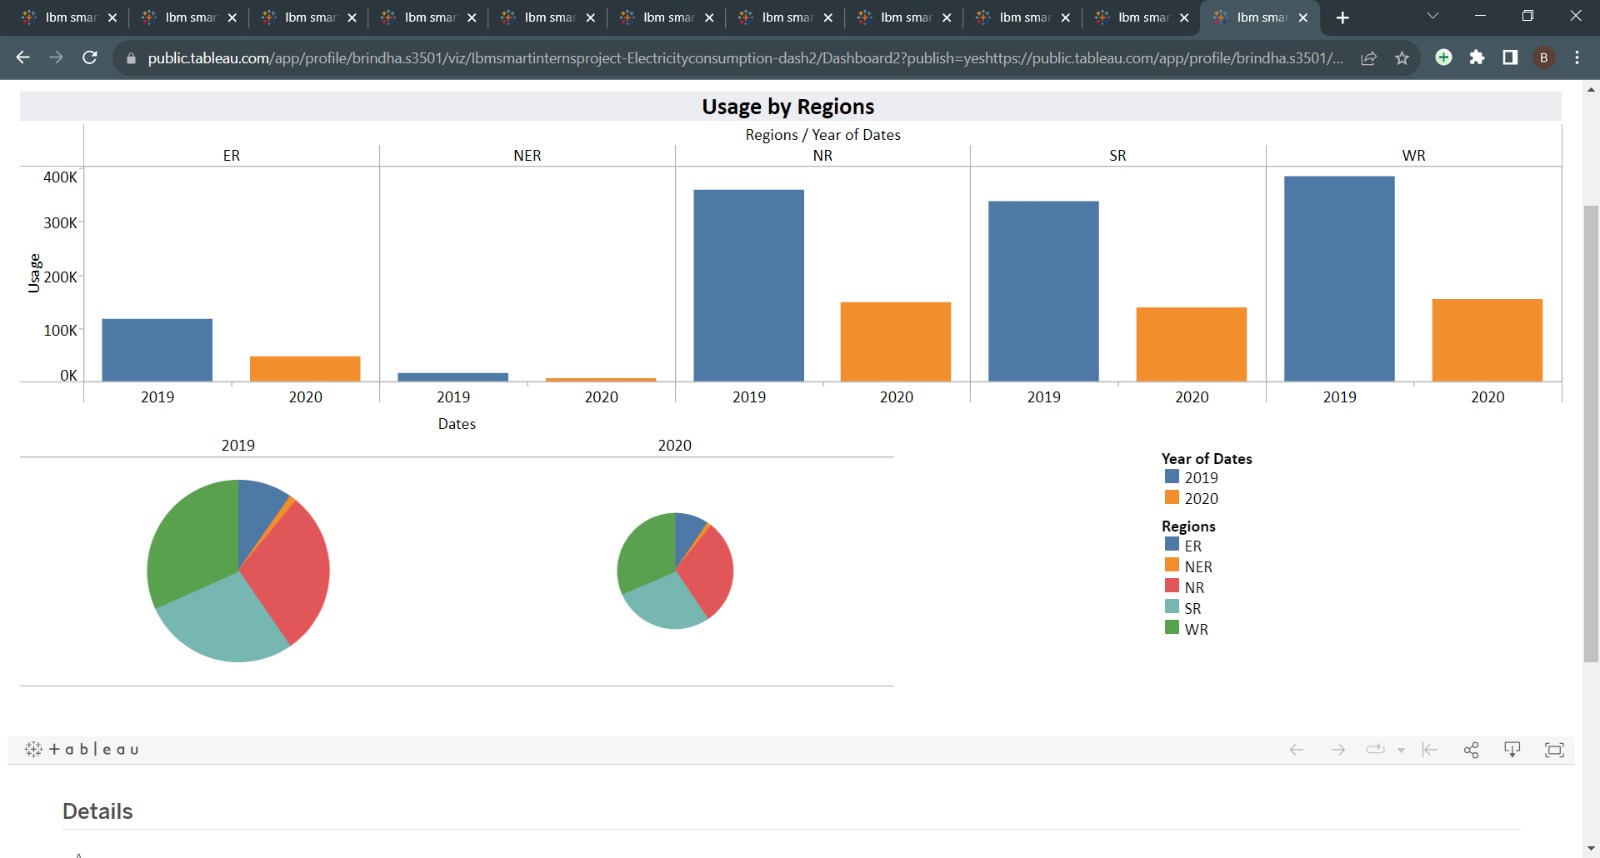 Ibm smar Ibm smar Ibm smar Ibm smar Ibm smar Ibm smar Ibm smar Ibm smar Ibm smar Ibm smar Ibm smar
public.tableau.com/app/profile/brindha.s3501/viz/Ibmsmartinternsproject-Electricityconsumption-dash2/Dashboard2?publish=yeshttps://public.tableau.com/app/profile/brindha.s3501/... B
Usage by Regions
Regions / Year of Dates
ER NER NR SR WR
400K
300K
200K
100K
0K
Usage
2019 2020 2019 2020 2019 2020 2019 2020 2019 2020
Dates
2019 2020
Year of Dates
2019
2020
Regions
ER
NER
NR
SR
WR
+ a b l e a u
Details